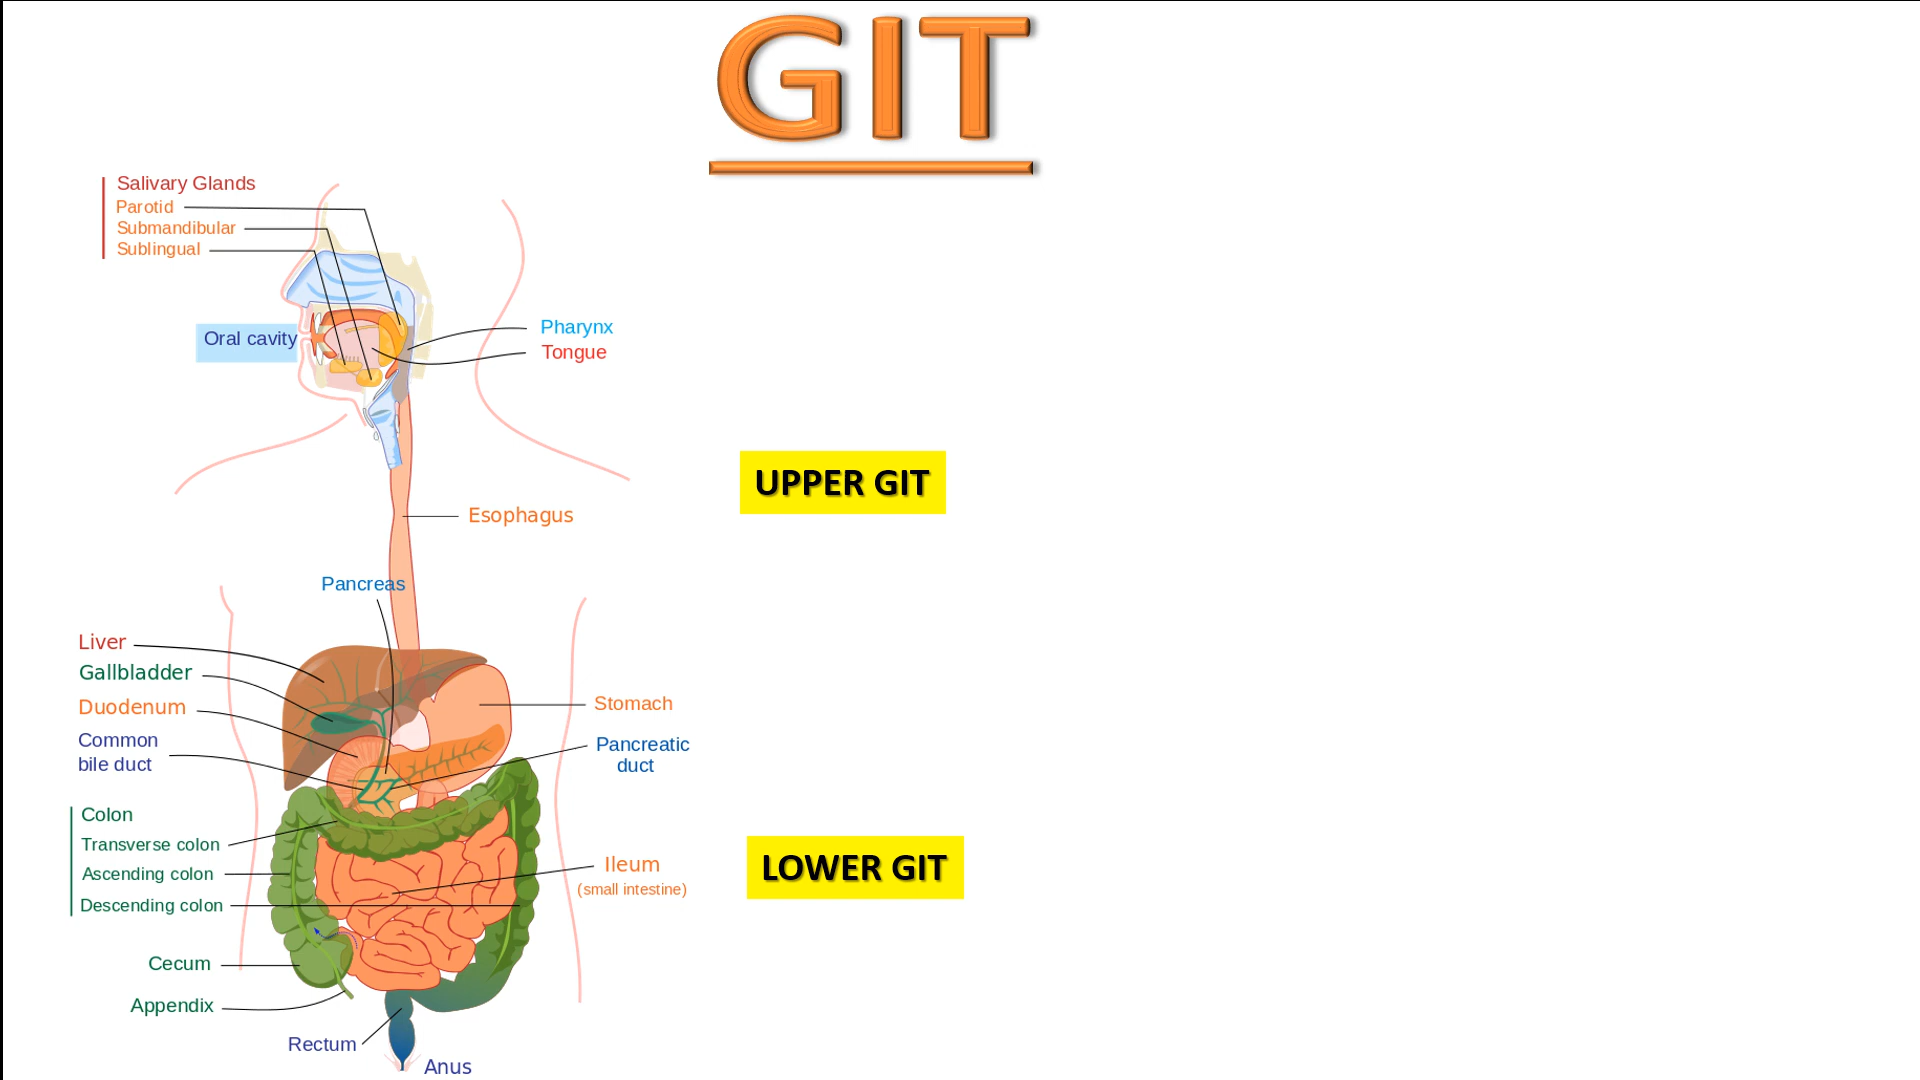 GIT
Salivary Glands
Parotid
Submandibular
Sublingual
Oral cavity
Pharynx
Tongue
UPPER GIT
Esophagus
Pancreas
Liver
Gallbladder
Duodenum
Common
bile duct
Stomach
Pancreatic
duct
Colon
Transverse colon
Ascending colon
Descending colon
Ileum
(small intestine)
LOWER GIT
Cecum
Appendix
Rectum
Anus